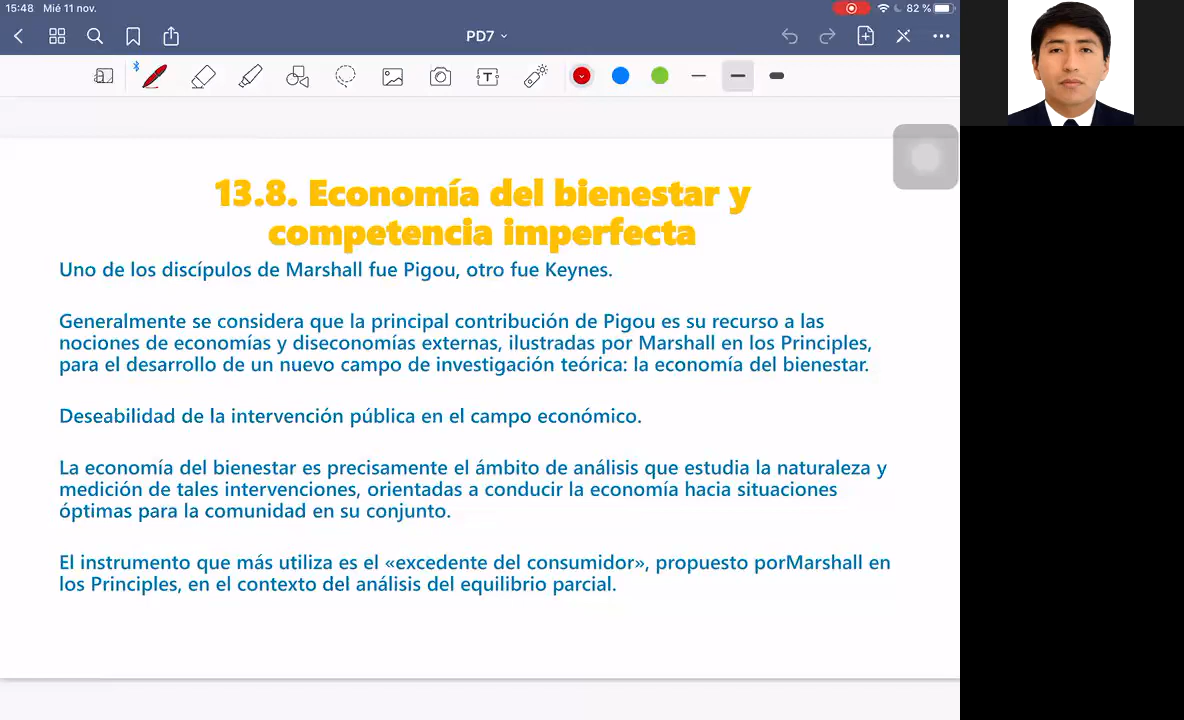 15:48 Mié 11 nov. 82 %
PD7
T
13.8. Economía del bienestar y
competencia imperfecta
Uno de los discípulos de Marshall fue Pigou, otro fue Keynes.
Generalmente se considera que la principal contribución de Pigou es su recurso a las
nociones de economías y diseconomías externas, ilustradas por Marshall en los Principles,
para el desarrollo de un nuevo campo de investigación teórica: la economía del bienestar.
Deseabilidad de la intervención pública en el campo económico.
La economía del bienestar es precisamente el ámbito de análisis que estudia la naturaleza y
medición de tales intervenciones, orientadas a conducir la economía hacia situaciones
óptimas para la comunidad en su conjunto.
El instrumento que más utiliza es el «excedente del consumidor», propuesto porMarshall en
los Principles, en el contexto del análisis del equilibrio parcial.